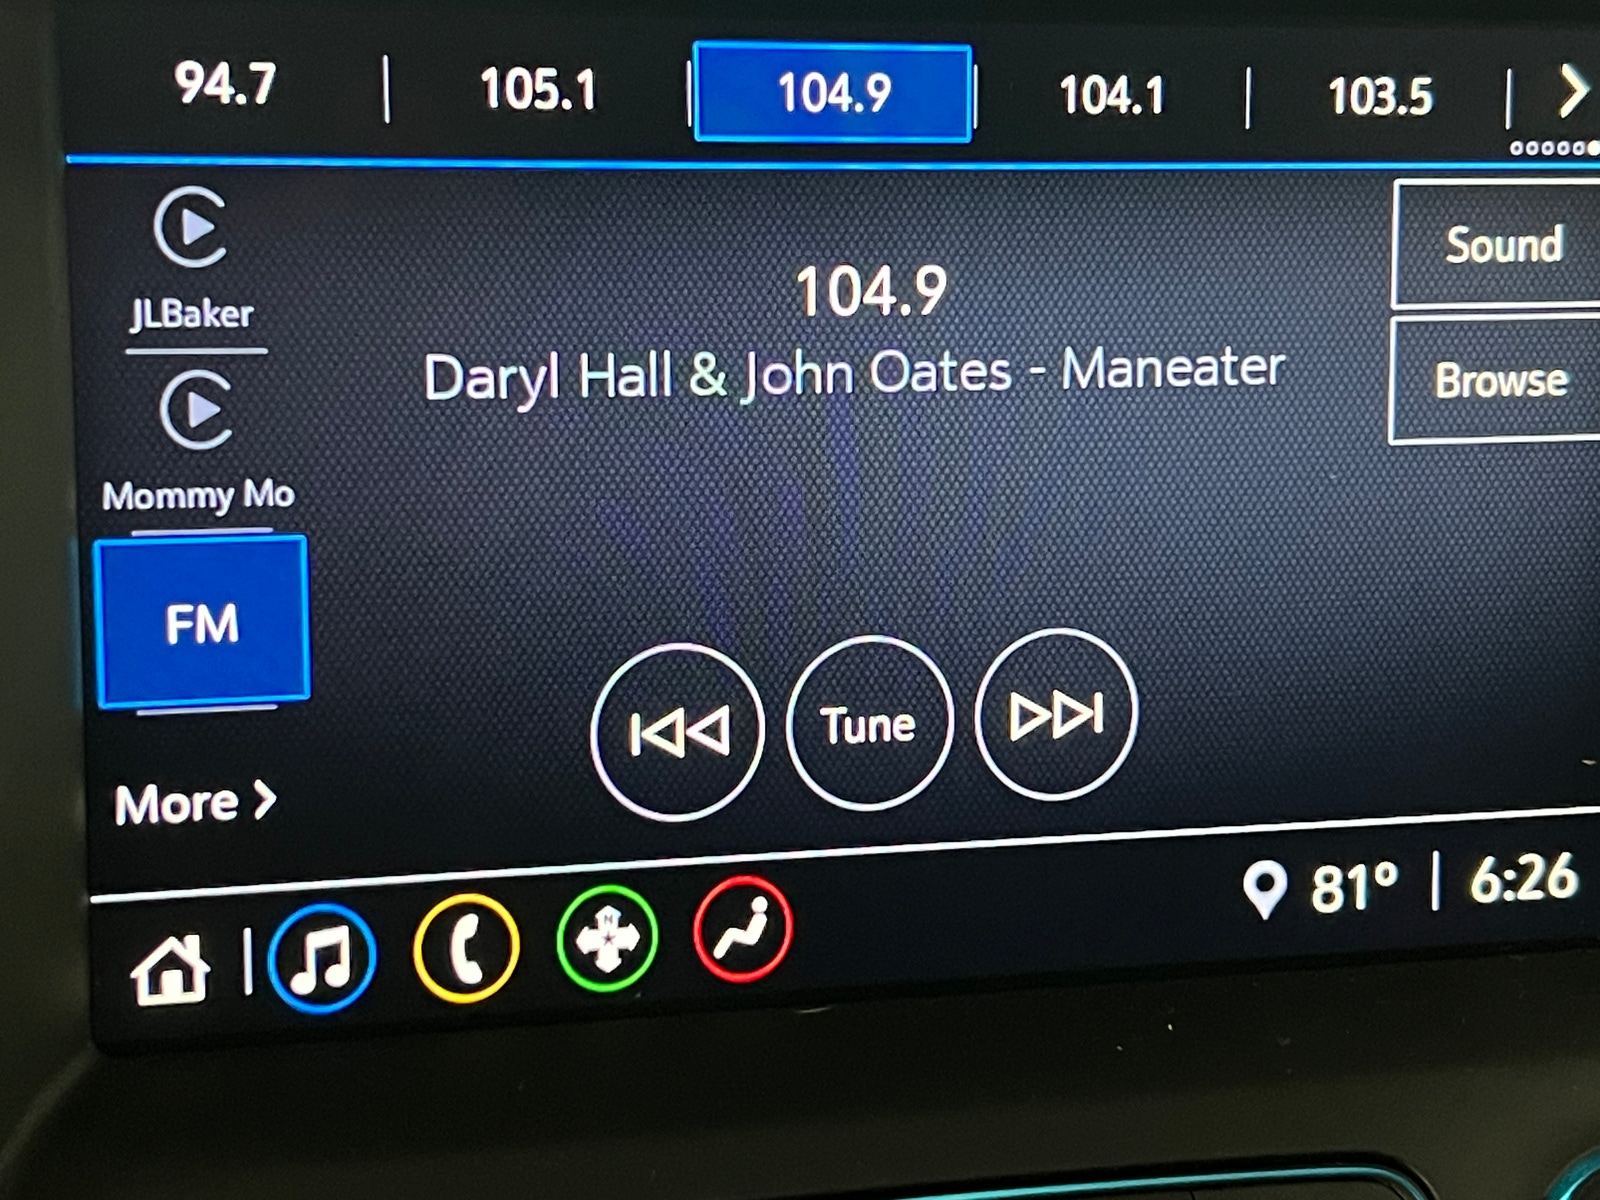 94.7
105.1
104.9
104.1
103.5
JLBaker
Mommy Mo
FM
More
104.9
Daryl Hall & John Oates - Maneater
Tune
Sound
Browse
N
81°
6:26